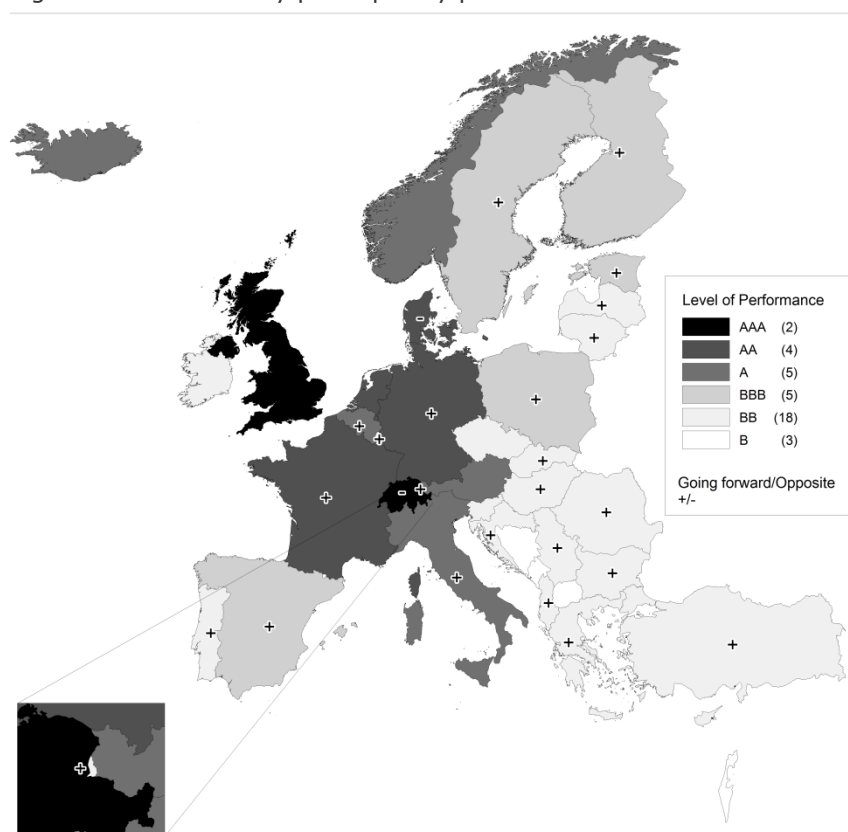 Level of Performance
AAA (2)
AA (4)
A (5)
BBB (5)
BB (18)
B (3)
Going forward/Opposite
+/-